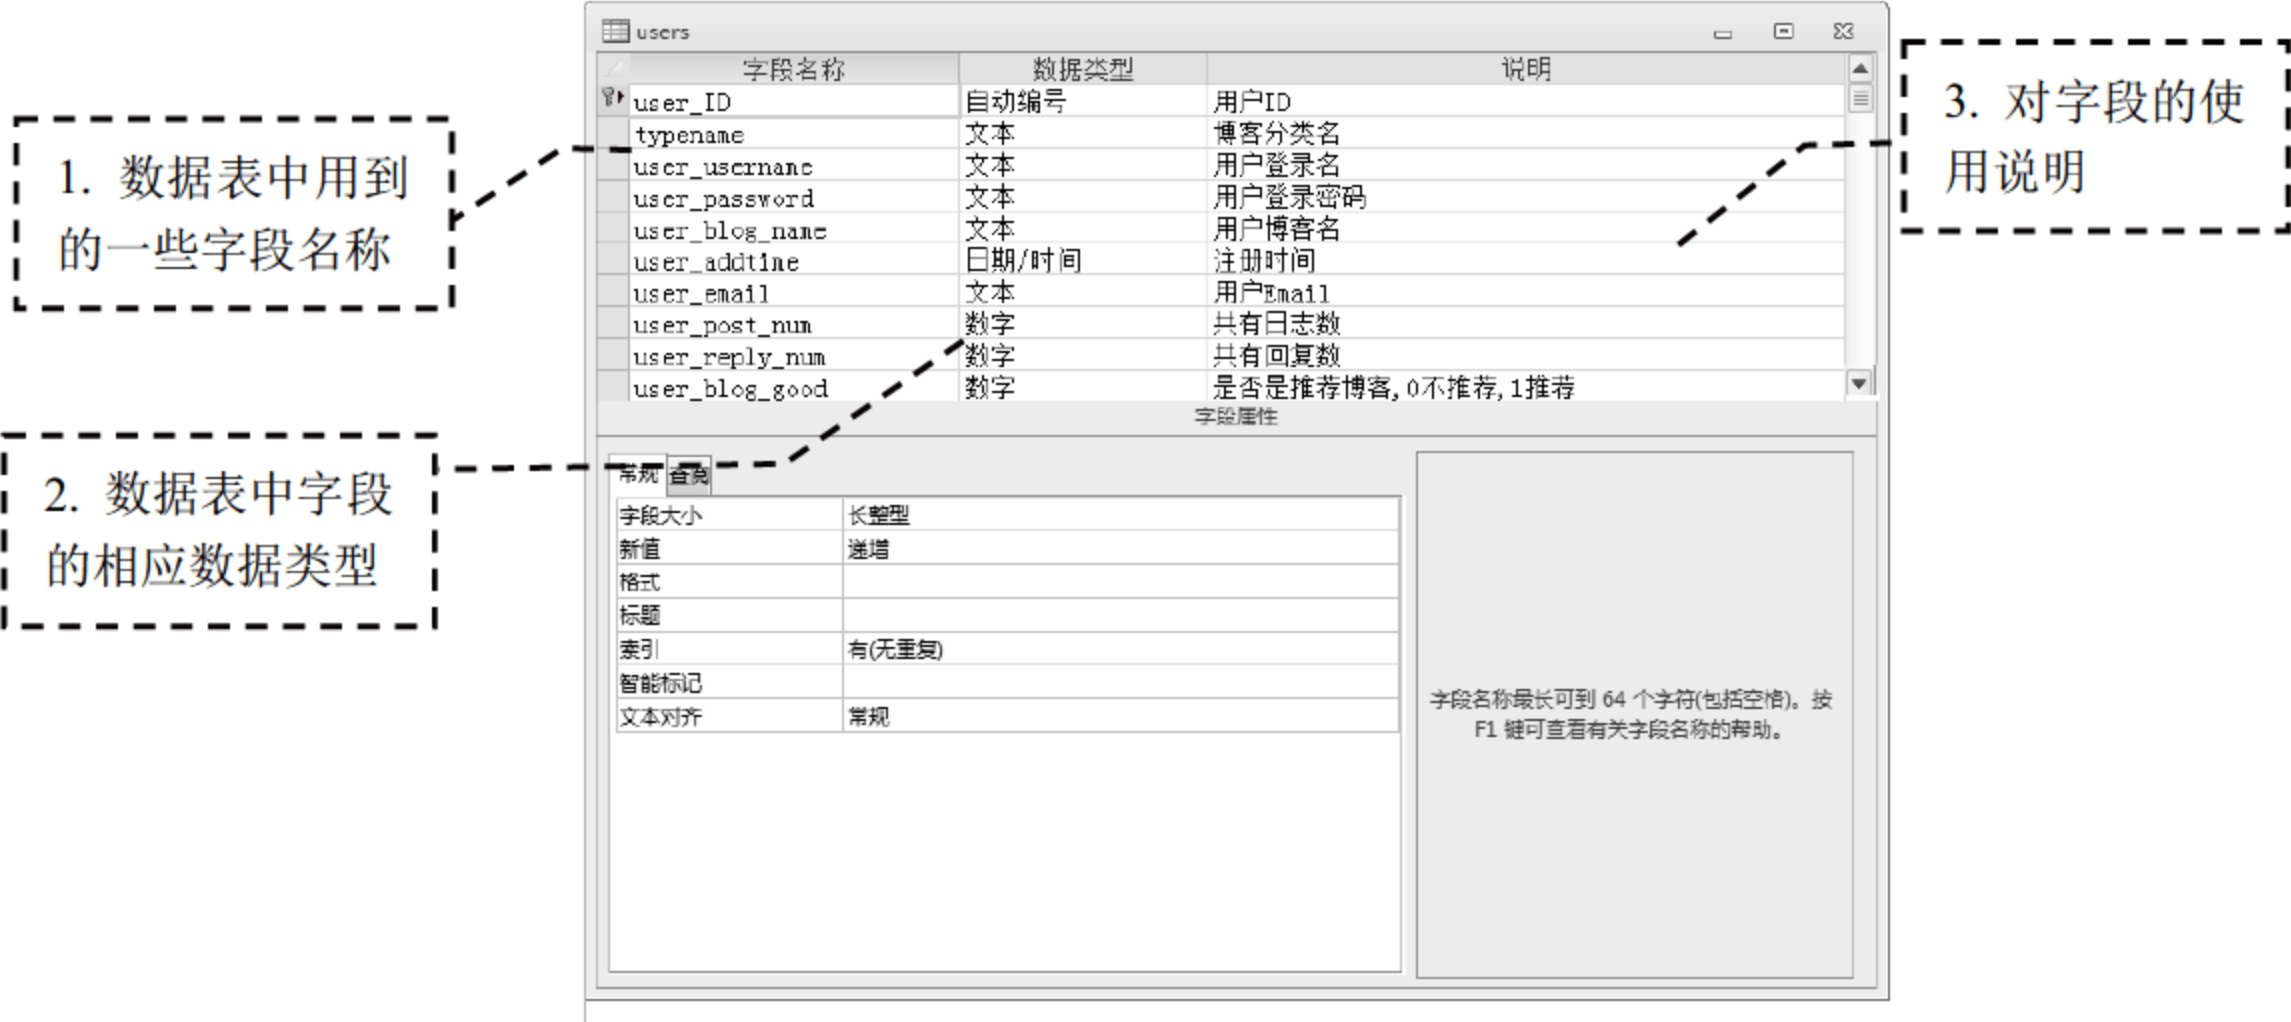 users
字段名称 数据类型 说明
user_ID 自动编号 用户ID
typename 文本 博客分类名
user_username 文本 用户登录名
user_password 文本 用户登录密码
user_blog_name 文本 用户博客名
user_addtime 日期/时间 注册时间
user_email 文本 用户Email
user_post_num 数字 共有日志数
user_reply_num 数字 共有回复数
user_blog_good 数字 是否是推荐博客,0不推荐,1推荐
字段属性
常规 查阅
字段大小 长整型
新值 递增
格式
标题
索引 有(无重复)
智能标记
文本对齐 常规
字段名称最长可到 64 个字符(包括空格)。按
F1 键可查看有关字段名称的帮助。
1. 数据表中用到
的一些字段名称
2. 数据表中字段
的相应数据类型
3. 对字段的使
用说明